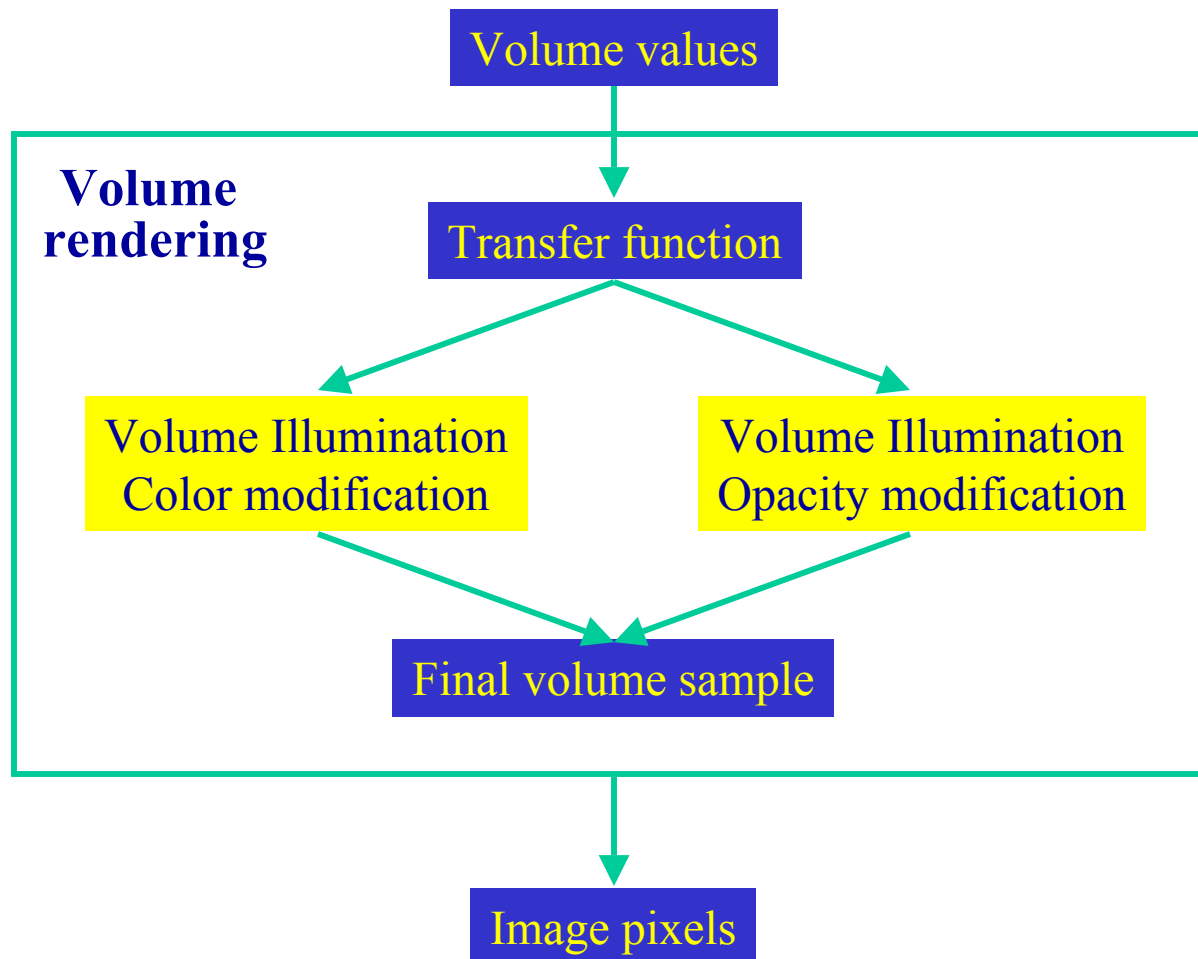 Volume values
Volume
rendering
Transfer function
Volume Illumination
Color modification
Volume Illumination
Opacity modification
Final volume sample
Image pixels